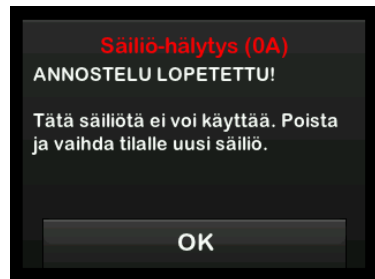 Säiliö-hälytys (0A)
ANNOSTELU LOPETETTU!
Tätä säiliötä ei voi käyttää. Poista
ja vaihda tilalle uusi säiliö.
OK